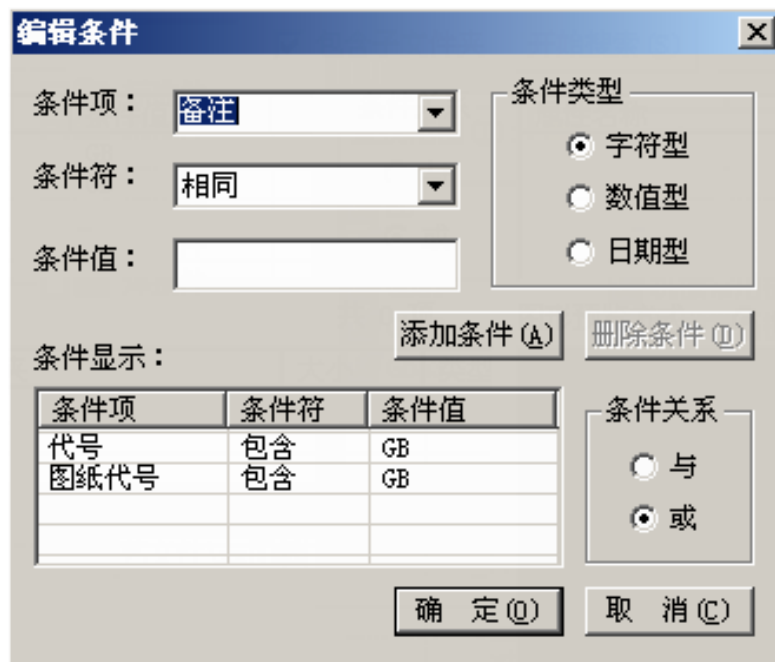 编辑条件
条件项： 备注
条件类型
字符型
条件符： 相同
数值型
条件值：
日期型
添加条件(A) 删除条件(D)
条件显示：
条件项 条件符 条件值
代号 包含 GB
图纸代号 包含 GB
条件关系
与
或
确 定(O) 取 消(C)